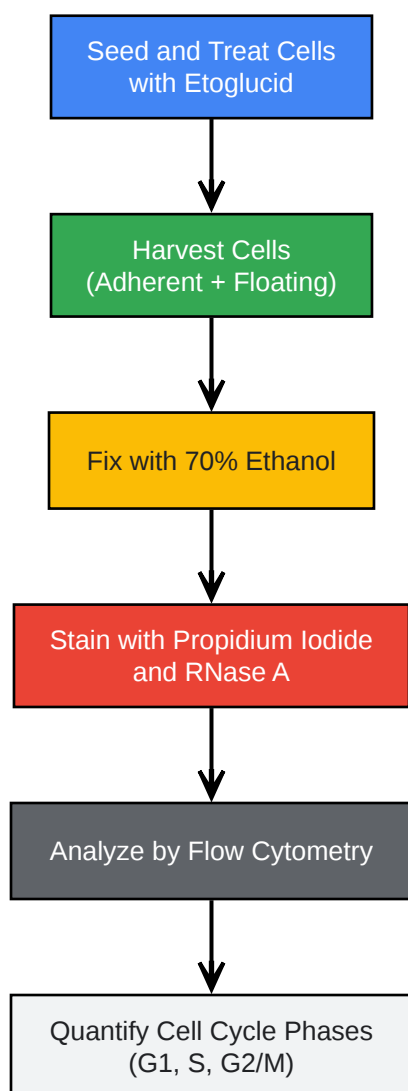 Seed and Treat Cells
with Etoglucid
Harvest Cells
(Adherent + Floating)
Fix with 70% Ethanol
Stain with Propidium Iodide
and RNase A
Analyze by Flow Cytometry
Quantify Cell Cycle Phases
(G1, S, G2/M)